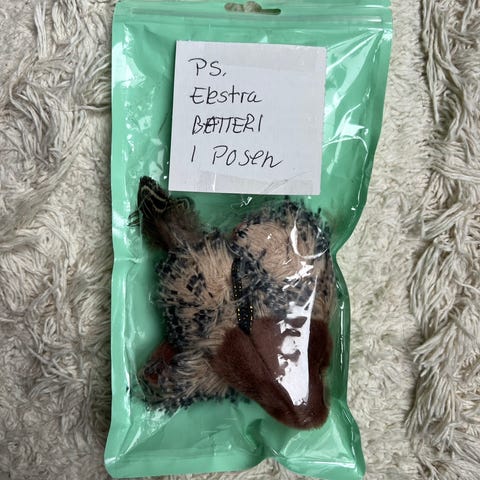 PS.
Ekstra
BATTERI
I Posen